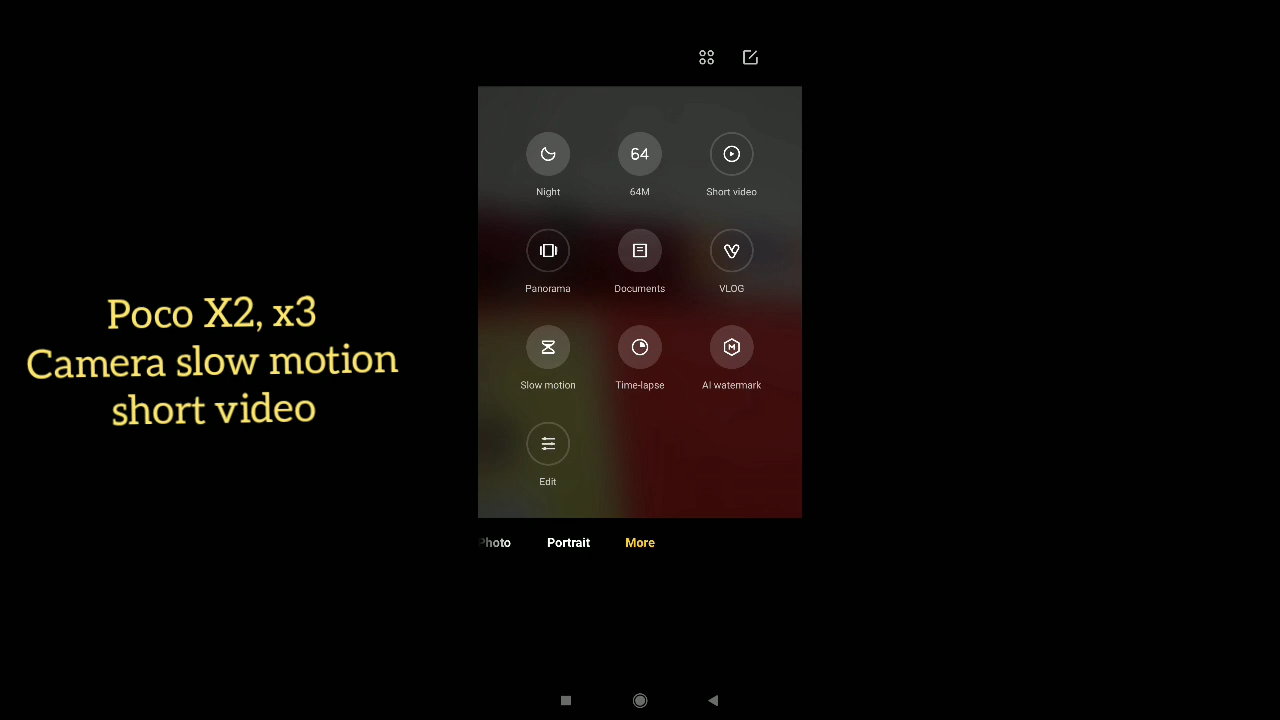 64
Night
64M
Short video
Panorama
Documents
VLOG
Poco X2, x3
Camera slow motion
short video
M
Slow motion
Time-lapse
AI watermark
Edit
Photo
Portrait
More